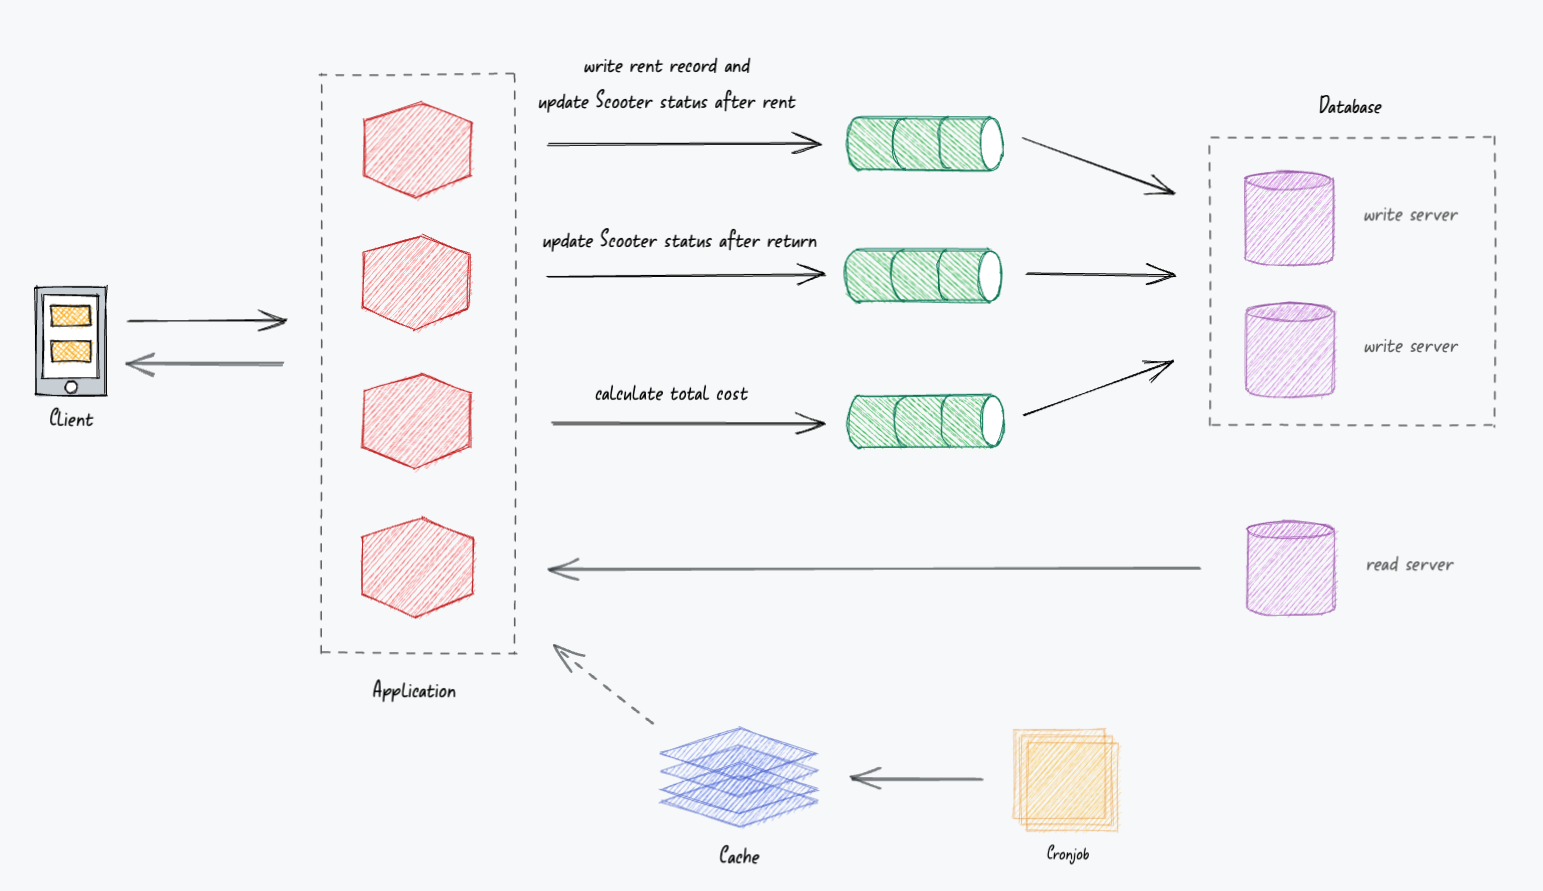 write rent record and
update Scooter status after rent
Database
write server
update Scooter status after return
write server
calculate total cost
Client
read server
Application
Cache
Cronjob